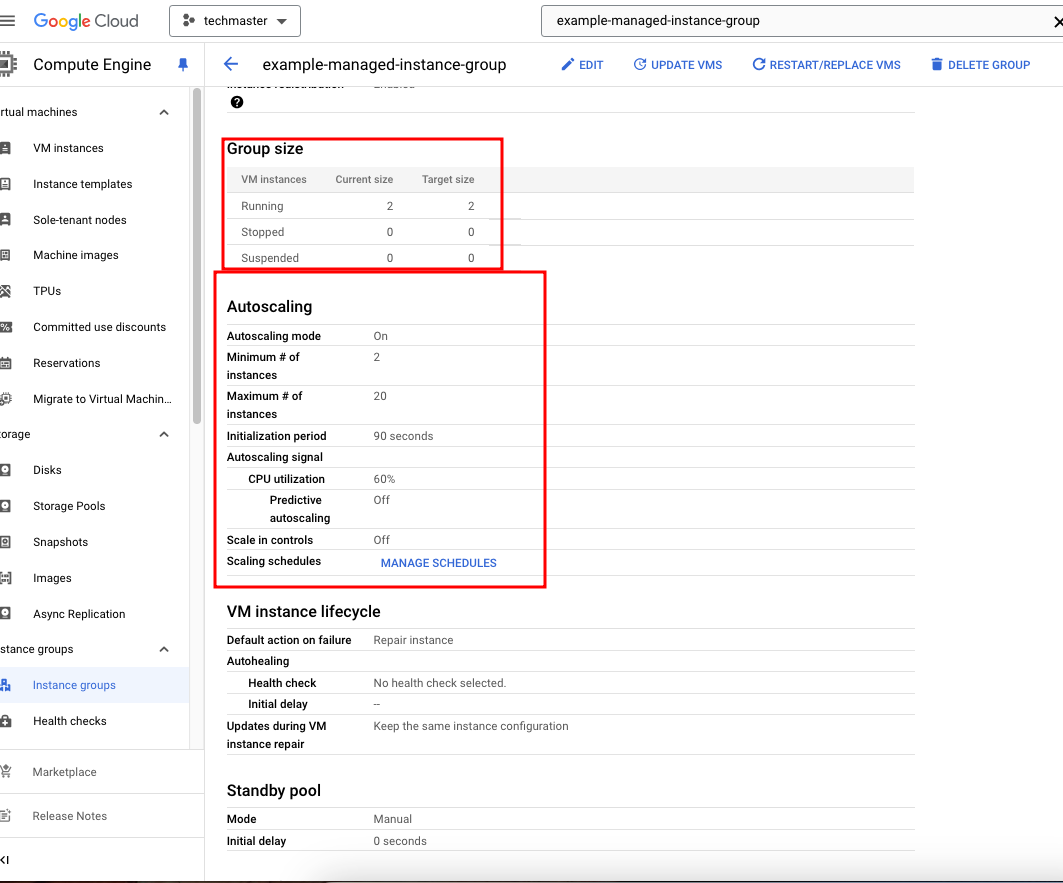 Google Cloud techmaster example-managed-instance-group
Compute Engine example-managed-instance-group EDIT UPDATE VMS RESTART/REPLACE VMS DELETE GROUP
rtual machines
VM instances
Instance templates
Sole-tenant nodes
Machine images
TPUs
Committed use discounts
Reservations
Migrate to Virtual Machin...
orage
Disks
Storage Pools
Snapshots
Images
Async Replication
stance groups
Instance groups
Health checks
Marketplace
Release Notes
Instance redistribution Enabled
Group size
VM instances Current size Target size
Running 2 2
Stopped 0 0
Suspended 0 0
Autoscaling
Autoscaling mode On
Minimum # of 2
instances
Maximum # of 20
instances
Initialization period 90 seconds
Autoscaling signal
CPU utilization 60%
Predictive Off
autoscaling
Scale in controls Off
Scaling schedules MANAGE SCHEDULES
VM instance lifecycle
Default action on failure Repair instance
Autohealing
Health check No health check selected.
Initial delay --
Updates during VM Keep the same instance configuration
instance repair
Standby pool
Mode Manual
Initial delay 0 seconds